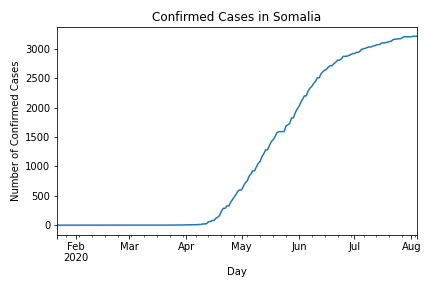 Confirmed Cases in Somalia
Number of Confirmed Cases
3000
2500
2000
1500
1000
500
0
Feb Mar Apr May Jun Jul Aug
2020
Day